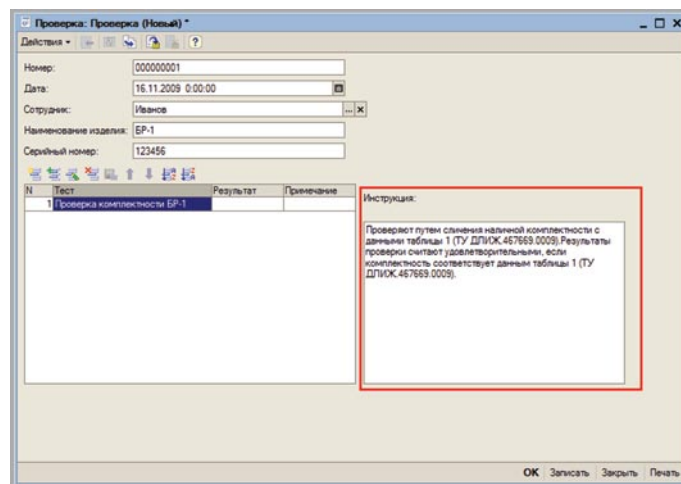 Проверка: Проверка (Новый) *
Действия
Номер: 000000001
Дата: 16.11.2009 0:00:00
Сотрудник: Иванов ... x
Наименование изделия: БР-1
Серийный номер: 123456
N Тест Результат Примечание
1 Проверка комплектности БР-1
Инструкция:
Проверяют путем сличения наличной комплектности с
данными таблицы 1 (ТУ ДЛИЖ.467669.0009).Результаты
проверки считают удовлетворительными, если
комплектность соответствует данным таблицы 1 (ТУ
ДЛИЖ.467669.0009).
OK Записать Закрыть Печать